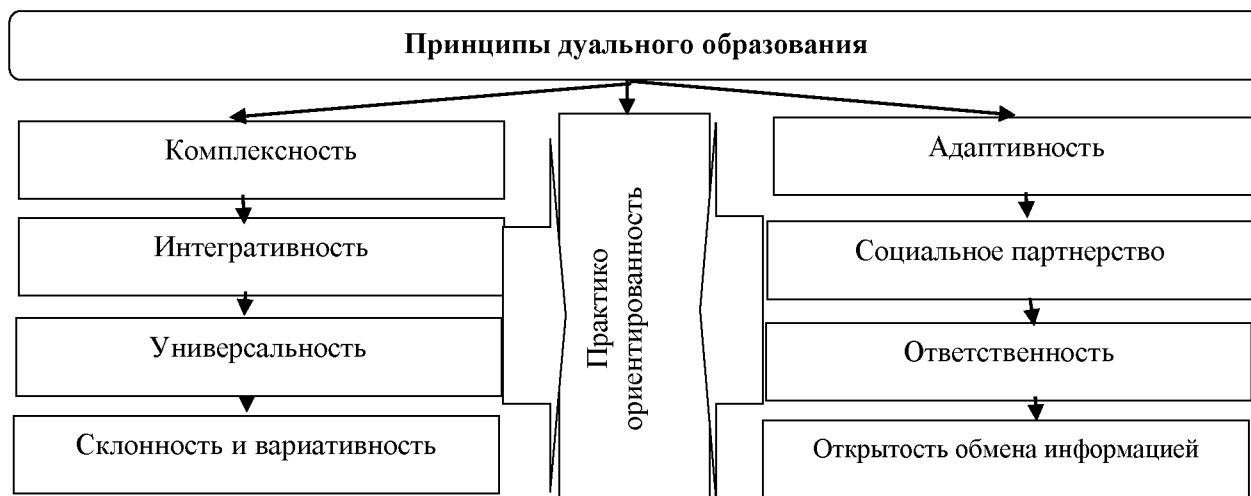 Принципы дуального образования
Комплексность
Интегративность
Универсальность
Склонность и вариативность
Практико
ориентированность
Адаптивность
Социальное партнерство
Ответственность
Открытость обмена информацией